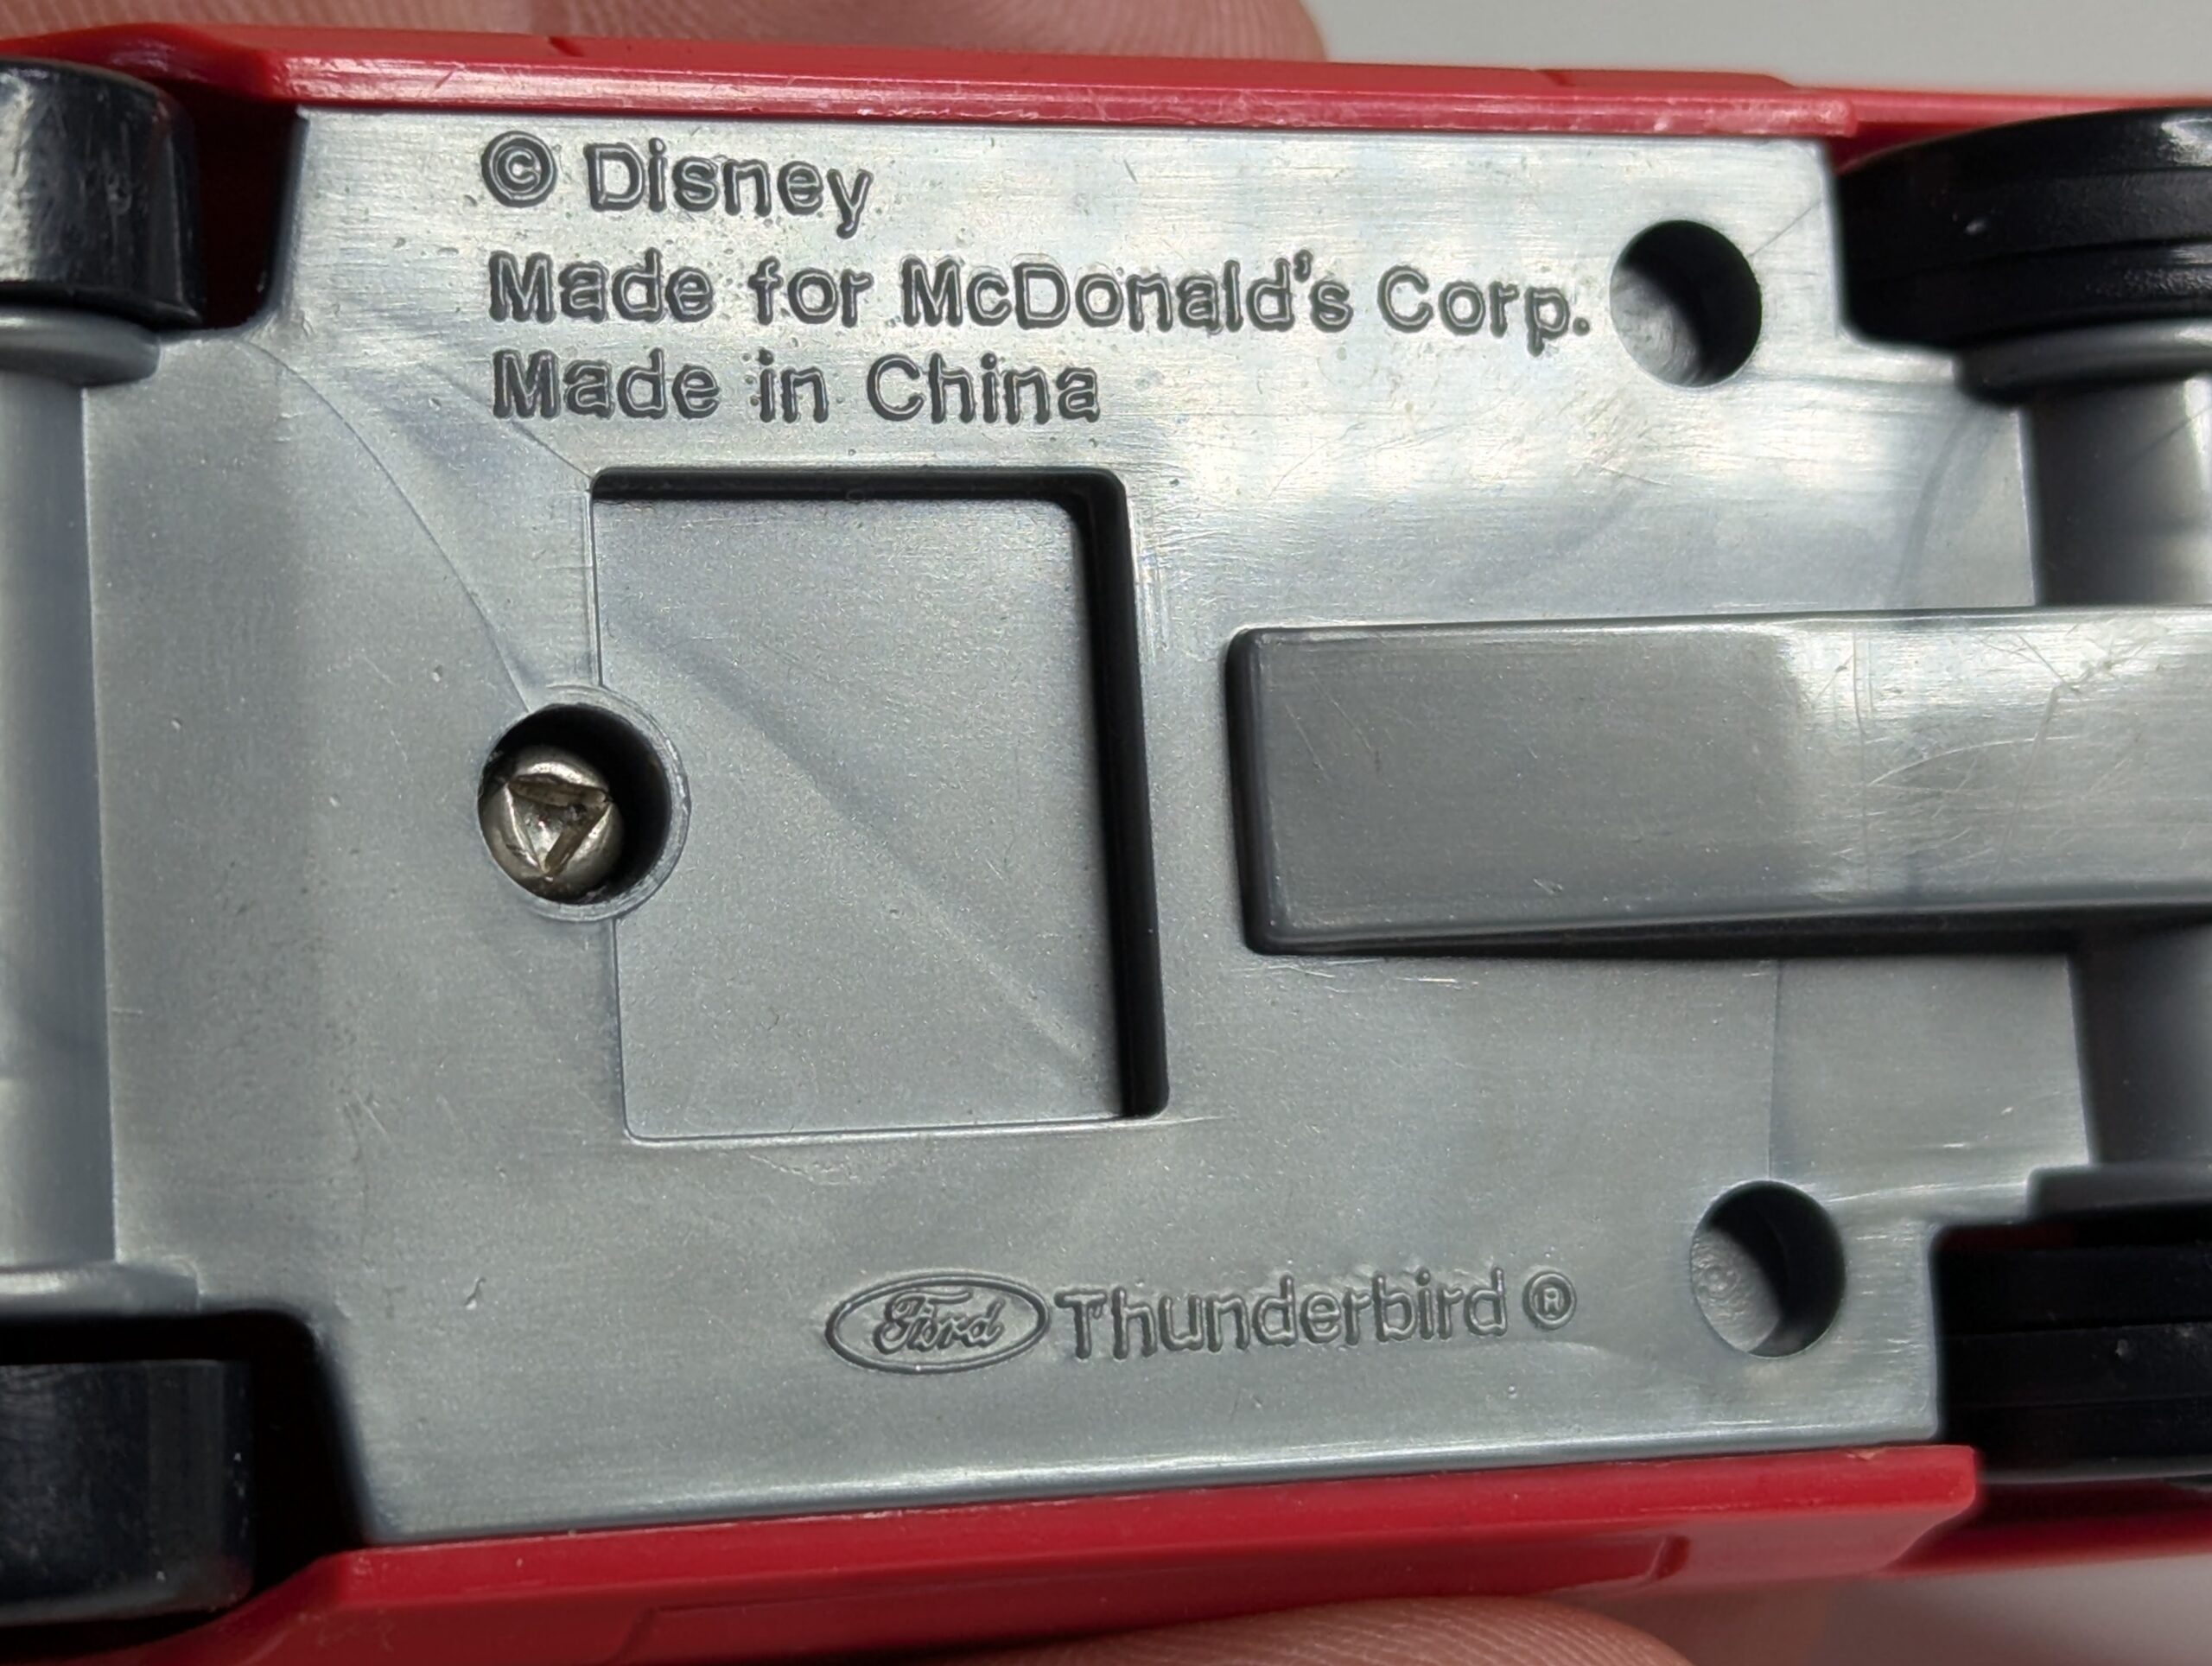 © Disney
Made for McDonald's Corp.
Made in China
Ford Thunderbird ®